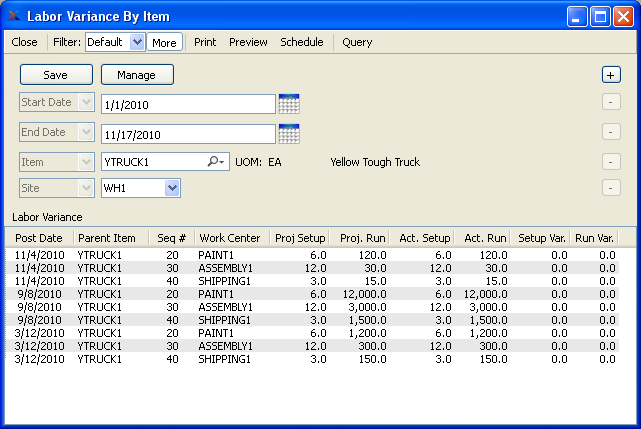 Labor Variance By Item
Close Filter: Default More Print Preview Schedule Query
Save Manage +
Start Date 1/1/2010 -
End Date 11/17/2010 -
Item YTRUCK1 UOM: EA Yellow Tough Truck -
Site WH1 -
Labor Variance
Post Date Parent Item Seq # Work Center Proj Setup Proj. Run Act. Setup Act. Run Setup Var. Run Var.
11/4/2010 YTRUCK1 20 PAINT1 6.0 120.0 6.0 120.0 0.0 0.0
11/4/2010 YTRUCK1 30 ASSEMBLY1 12.0 30.0 12.0 30.0 0.0 0.0
11/4/2010 YTRUCK1 40 SHIPPING1 3.0 15.0 3.0 15.0 0.0 0.0
9/8/2010 YTRUCK1 20 PAINT1 6.0 12,000.0 6.0 12,000.0 0.0 0.0
9/8/2010 YTRUCK1 30 ASSEMBLY1 12.0 3,000.0 12.0 3,000.0 0.0 0.0
9/8/2010 YTRUCK1 40 SHIPPING1 3.0 1,500.0 3.0 1,500.0 0.0 0.0
3/12/2010 YTRUCK1 20 PAINT1 6.0 1,200.0 6.0 1,200.0 0.0 0.0
3/12/2010 YTRUCK1 30 ASSEMBLY1 12.0 300.0 12.0 300.0 0.0 0.0
3/12/2010 YTRUCK1 40 SHIPPING1 3.0 150.0 3.0 150.0 0.0 0.0